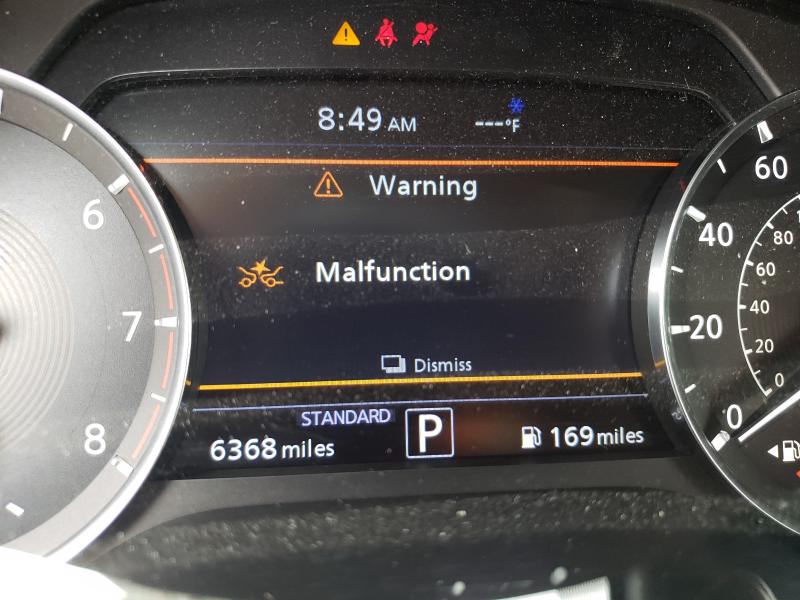 8:49 AM ---°F
Warning
Malfunction
Dismiss
STANDARD
6368 miles P 169 miles
6
7
8
60
40
20
0
80
60
40
20
0